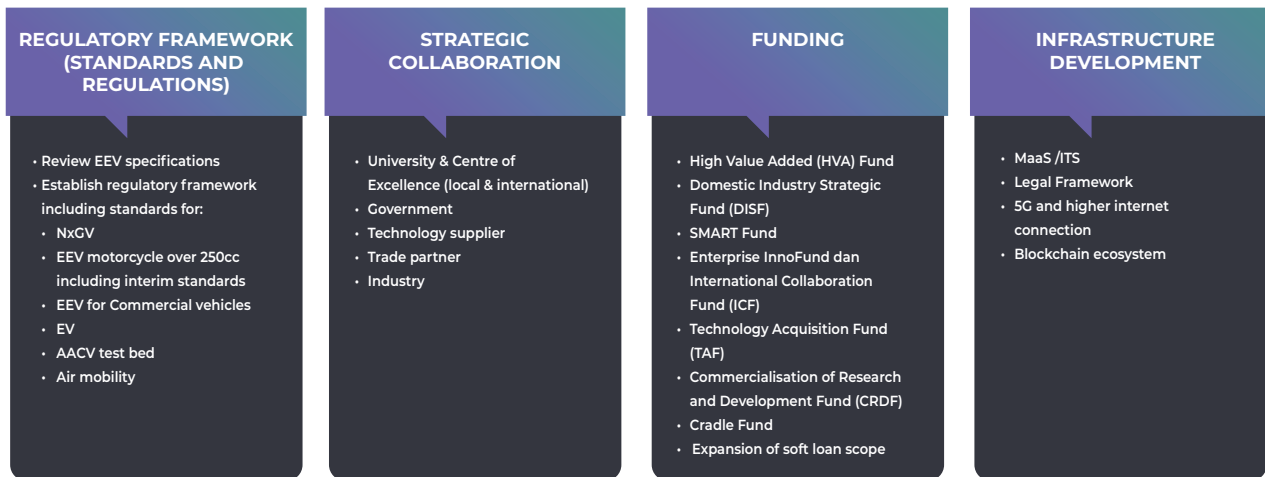 REGULATORY FRAMEWORK
(STANDARDS AND
REGULATIONS)
• Review EEV specifications
• Establish regulatory framework
including standards for:
• NxGV
• EEV motorcycle over 250cc
including interim standards
• EEV for Commercial vehicles
• EV
• AACV test bed
• Air mobility
STRATEGIC
COLLABORATION
• University & Centre of
Excellence (local & international)
• Government
• Technology supplier
• Trade partner
• Industry
FUNDING
• High Value Added (HVA) Fund
• Domestic Industry Strategic
Fund (DISF)
• SMART Fund
• Enterprise InnoFund dan
International Collaboration
Fund (ICF)
• Technology Acquisition Fund
(TAF)
• Commercialisation of Research
and Development Fund (CRDF)
• Cradle Fund
• Expansion of soft loan scope
INFRASTRUCTURE
DEVELOPMENT
• MaaS /ITS
• Legal Framework
• 5G and higher internet
connection
• Blockchain ecosystem